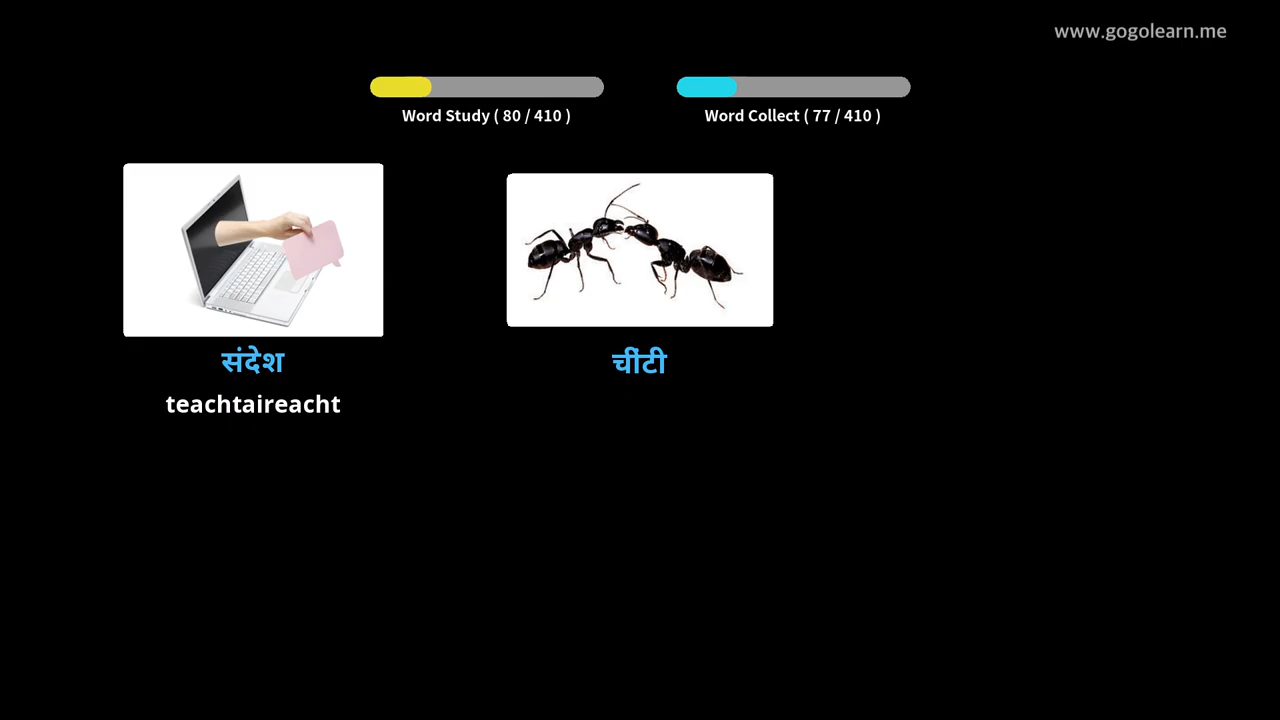 www.gogolearn.me
Word Study ( 80 / 410 )
Word Collect ( 77 / 410 )
संदेश
teachtaireacht
चींटी